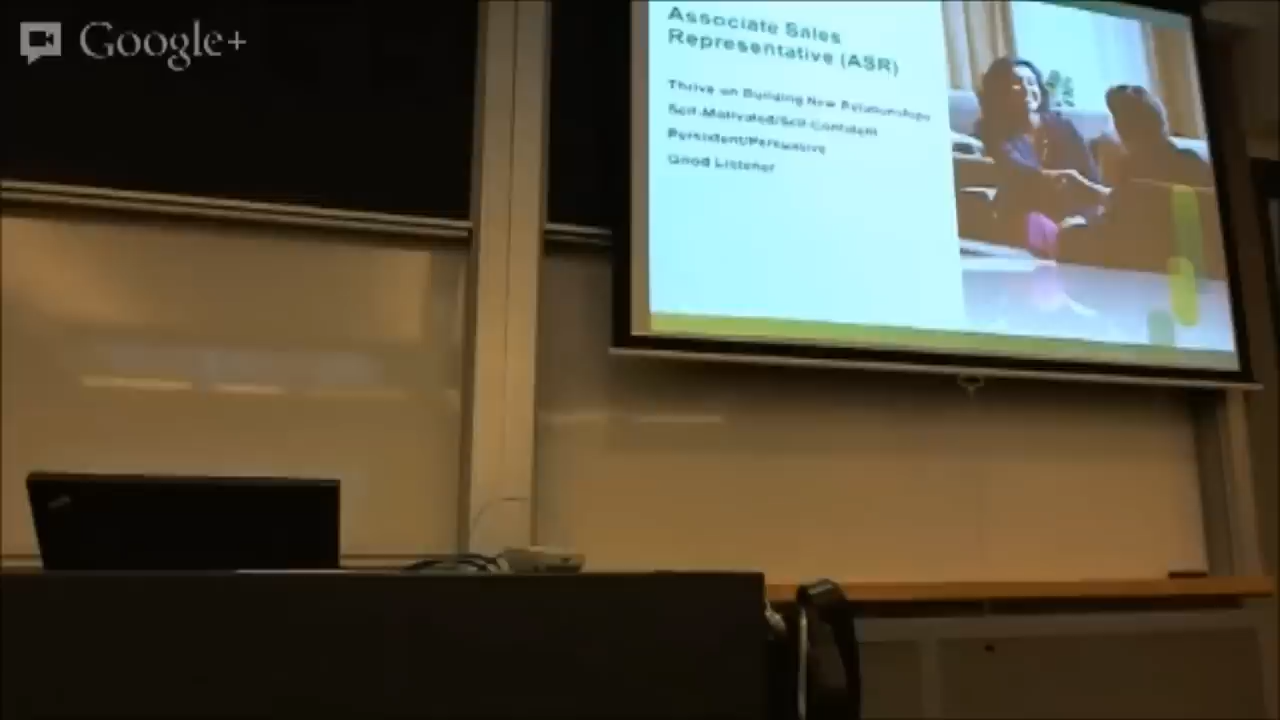 Google+
Associate Sales
Representative (ASR)
Thrive on Building New Relationships
Self-Motivated/Self-Confident
Persistent/Persuasive
Good Listener